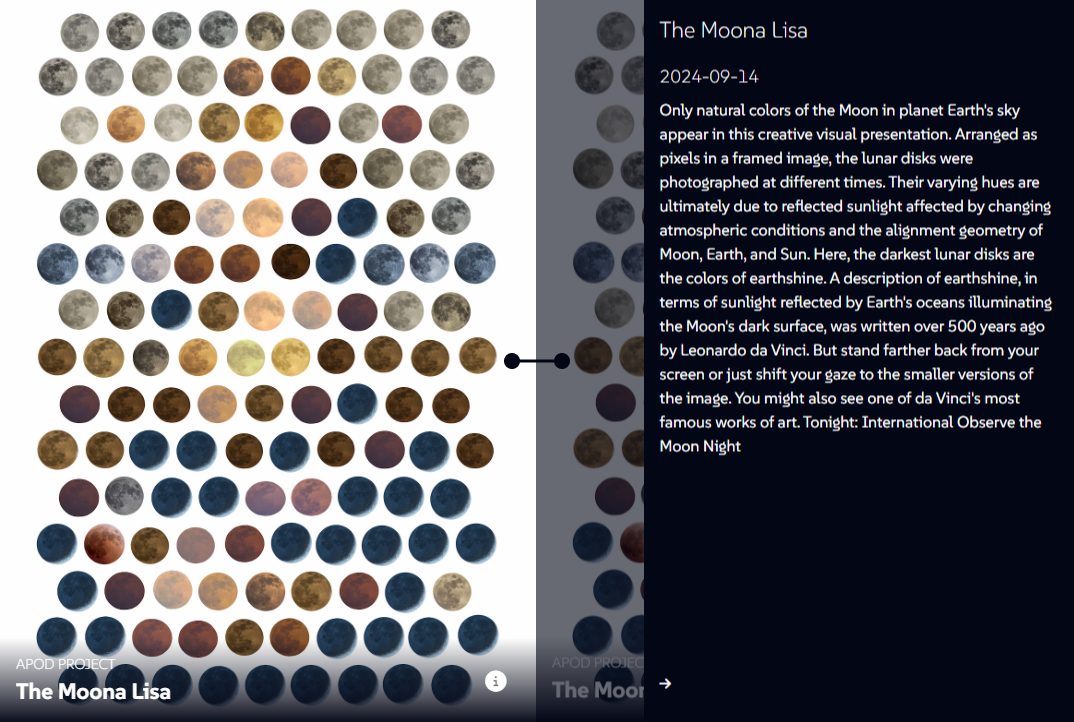 APOD PROJECT
The Moona Lisa
i
APOD PROJEC
The Moon
The Moona Lisa
2024-09-14
Only natural colors of the Moon in planet Earth's sky
appear in this creative visual presentation. Arranged as
pixels in a framed image, the lunar disks were
photographed at different times. Their varying hues are
ultimately due to reflected sunlight affected by changing
atmospheric conditions and the alignment geometry of
Moon, Earth, and Sun. Here, the darkest lunar disks are
the colors of earthshine. A description of earthshine, in
terms of sunlight reflected by Earth's oceans illuminating
the Moon's dark surface, was written over 500 years ago
by Leonardo da Vinci. But stand farther back from your
screen or just shift your gaze to the smaller versions of
the image. You might also see one of da Vinci's most
famous works of art. Tonight: International Observe the
Moon Night